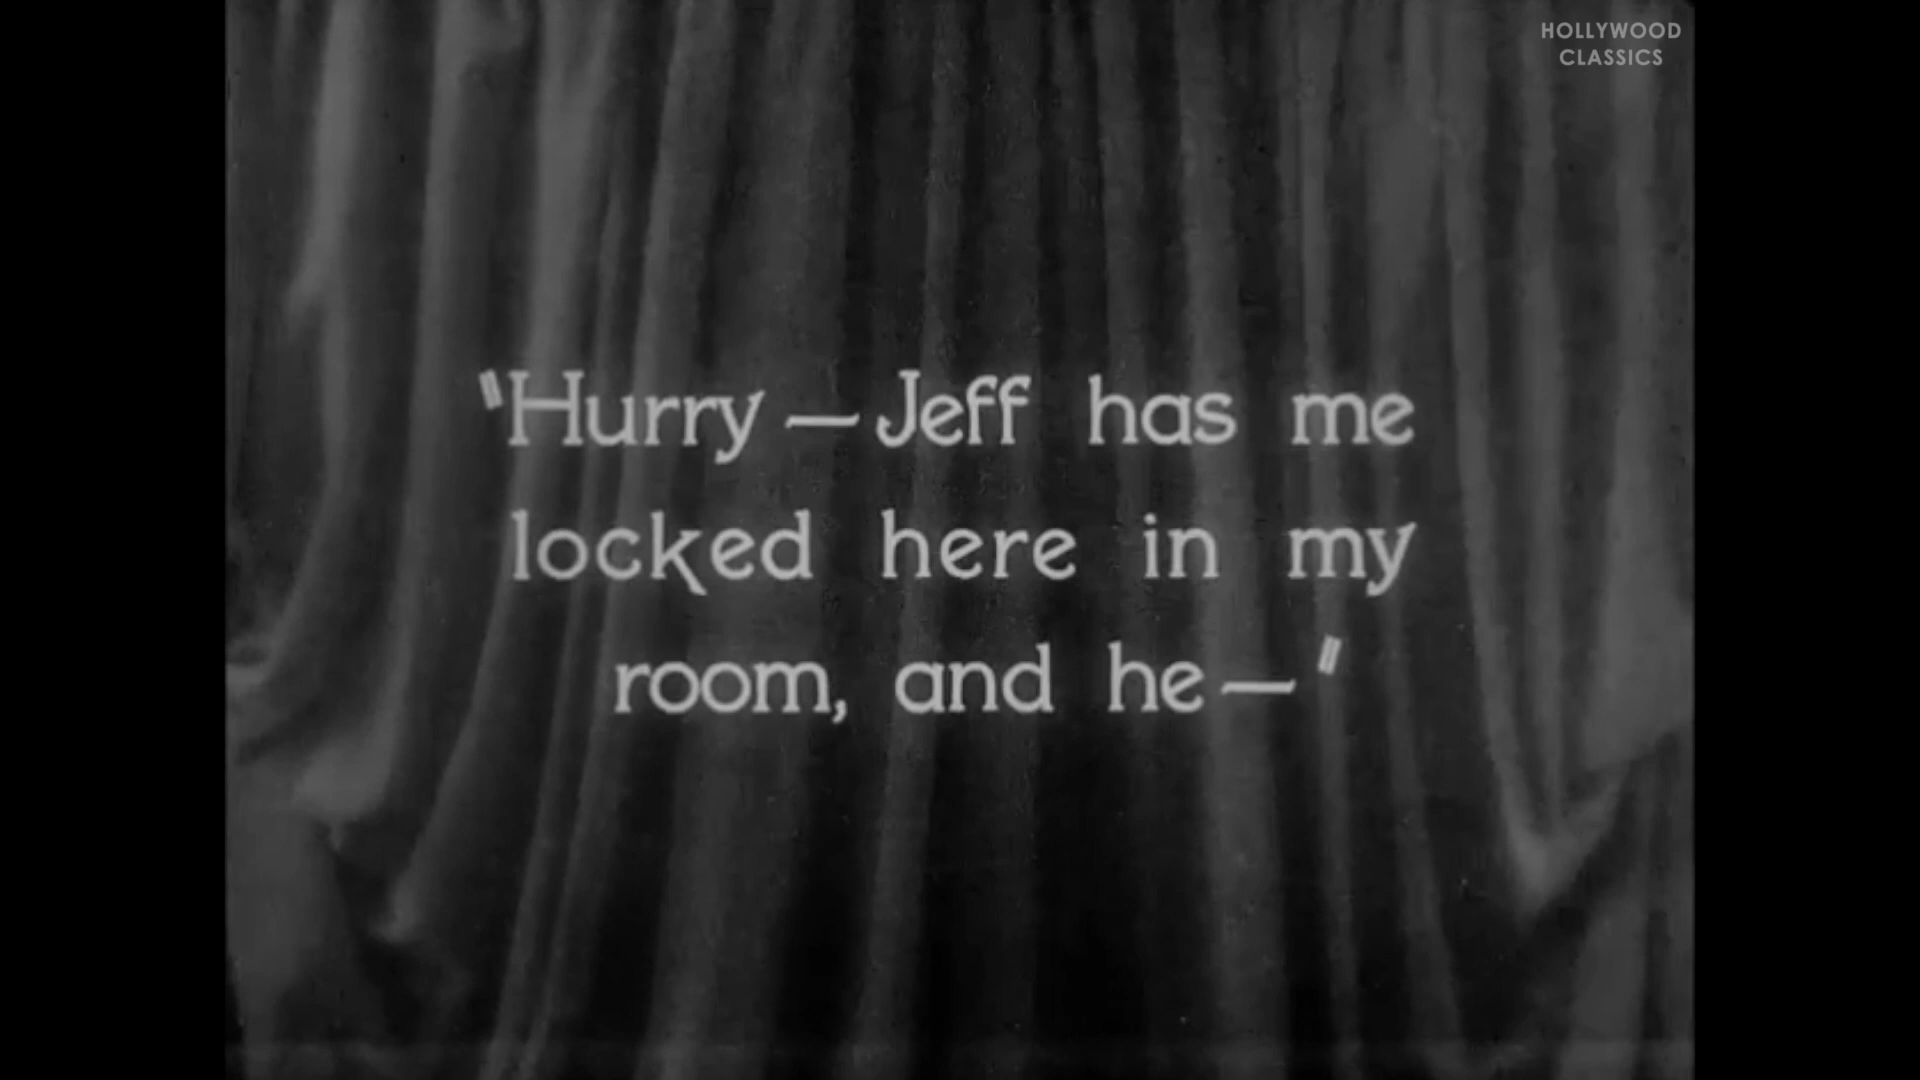 HOLLYWOOD
CLASSICS
"Hurry — Jeff has me
locked here in my
room, and he — "